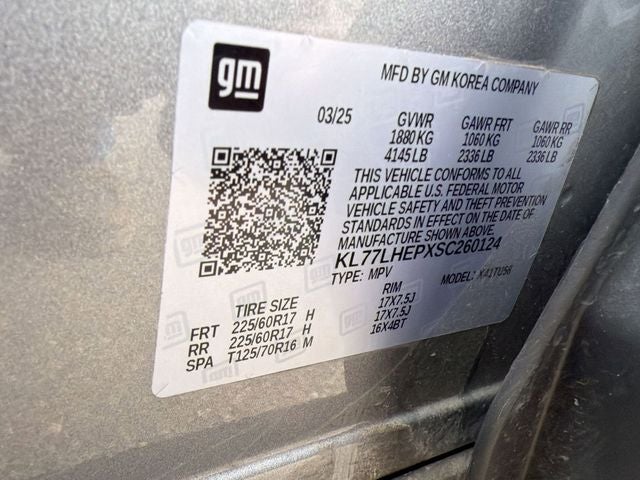 gm
MFD BY GM KOREA COMPANY
03/25 GVWR GAWR FRT GAWR RR
1880 KG 1060 KG 1060 KG
4145 LB 2336 LB 2336 LB
THIS VEHICLE CONFORMS TO ALL
APPLICABLE U.S. FEDERAL MOTOR
VEHICLE SAFETY AND THEFT PREVENTION
STANDARDS IN EFFECT ON THE DATE OF
MANUFACTURE SHOWN ABOVE.
KL77LHEPXSC260124
TYPE: MPV MODEL: X41TU56
TIRE SIZE RIM
FRT 225/60R17 H 17X7.5J
RR 225/60R17 H 17X7.5J
SPA T125/70R16 M 16X4BT